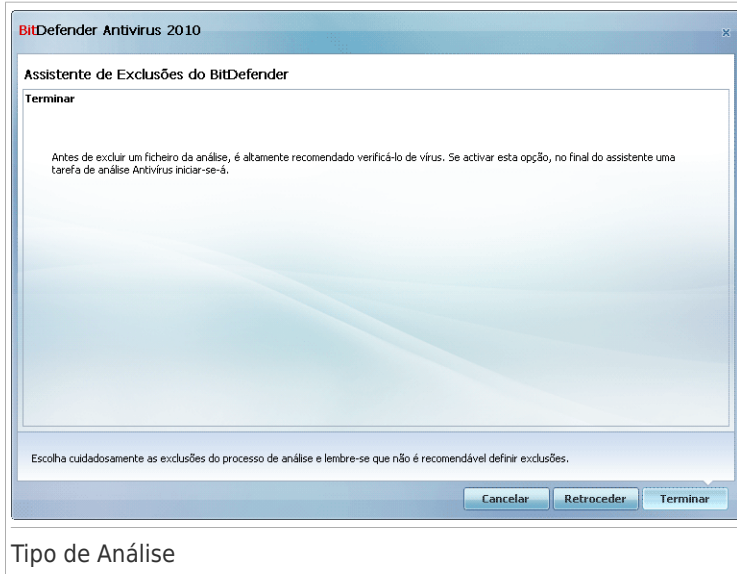 BitDefender Antivirus 2010
Assistente de Exclusões do BitDefender
Terminar
Antes de excluir um ficheiro da análise, é altamente recomendado verificá-lo de vírus. Se activar esta opção, no final do assistente uma
tarefa de análise Antivírus iniciar-se-á.
Escolha cuidadosamente as exclusões do processo de análise e lembre-se que não é recomendável definir exclusões.
Cancelar Retroceder Terminar
Tipo de Análise